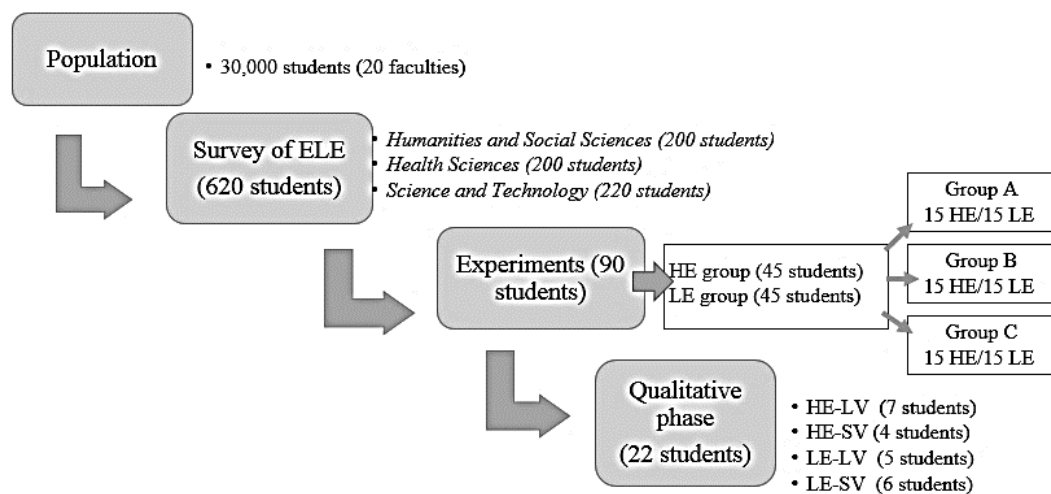 Population
• 30,000 students (20 faculties)
Survey of ELE
(620 students)
• Humanities and Social Sciences (200 students)
• Health Sciences (200 students)
• Science and Technology (220 students)
Experiments (90
students)
HE group (45 students)
LE group (45 students)
Group A
15 HE/15 LE
Group B
15 HE/15 LE
Group C
15 HE/15 LE
Qualitative
phase
(22 students)
• HE-LV (7 students)
• HE-SV (4 students)
• LE-LV (5 students)
• LE-SV (6 students)